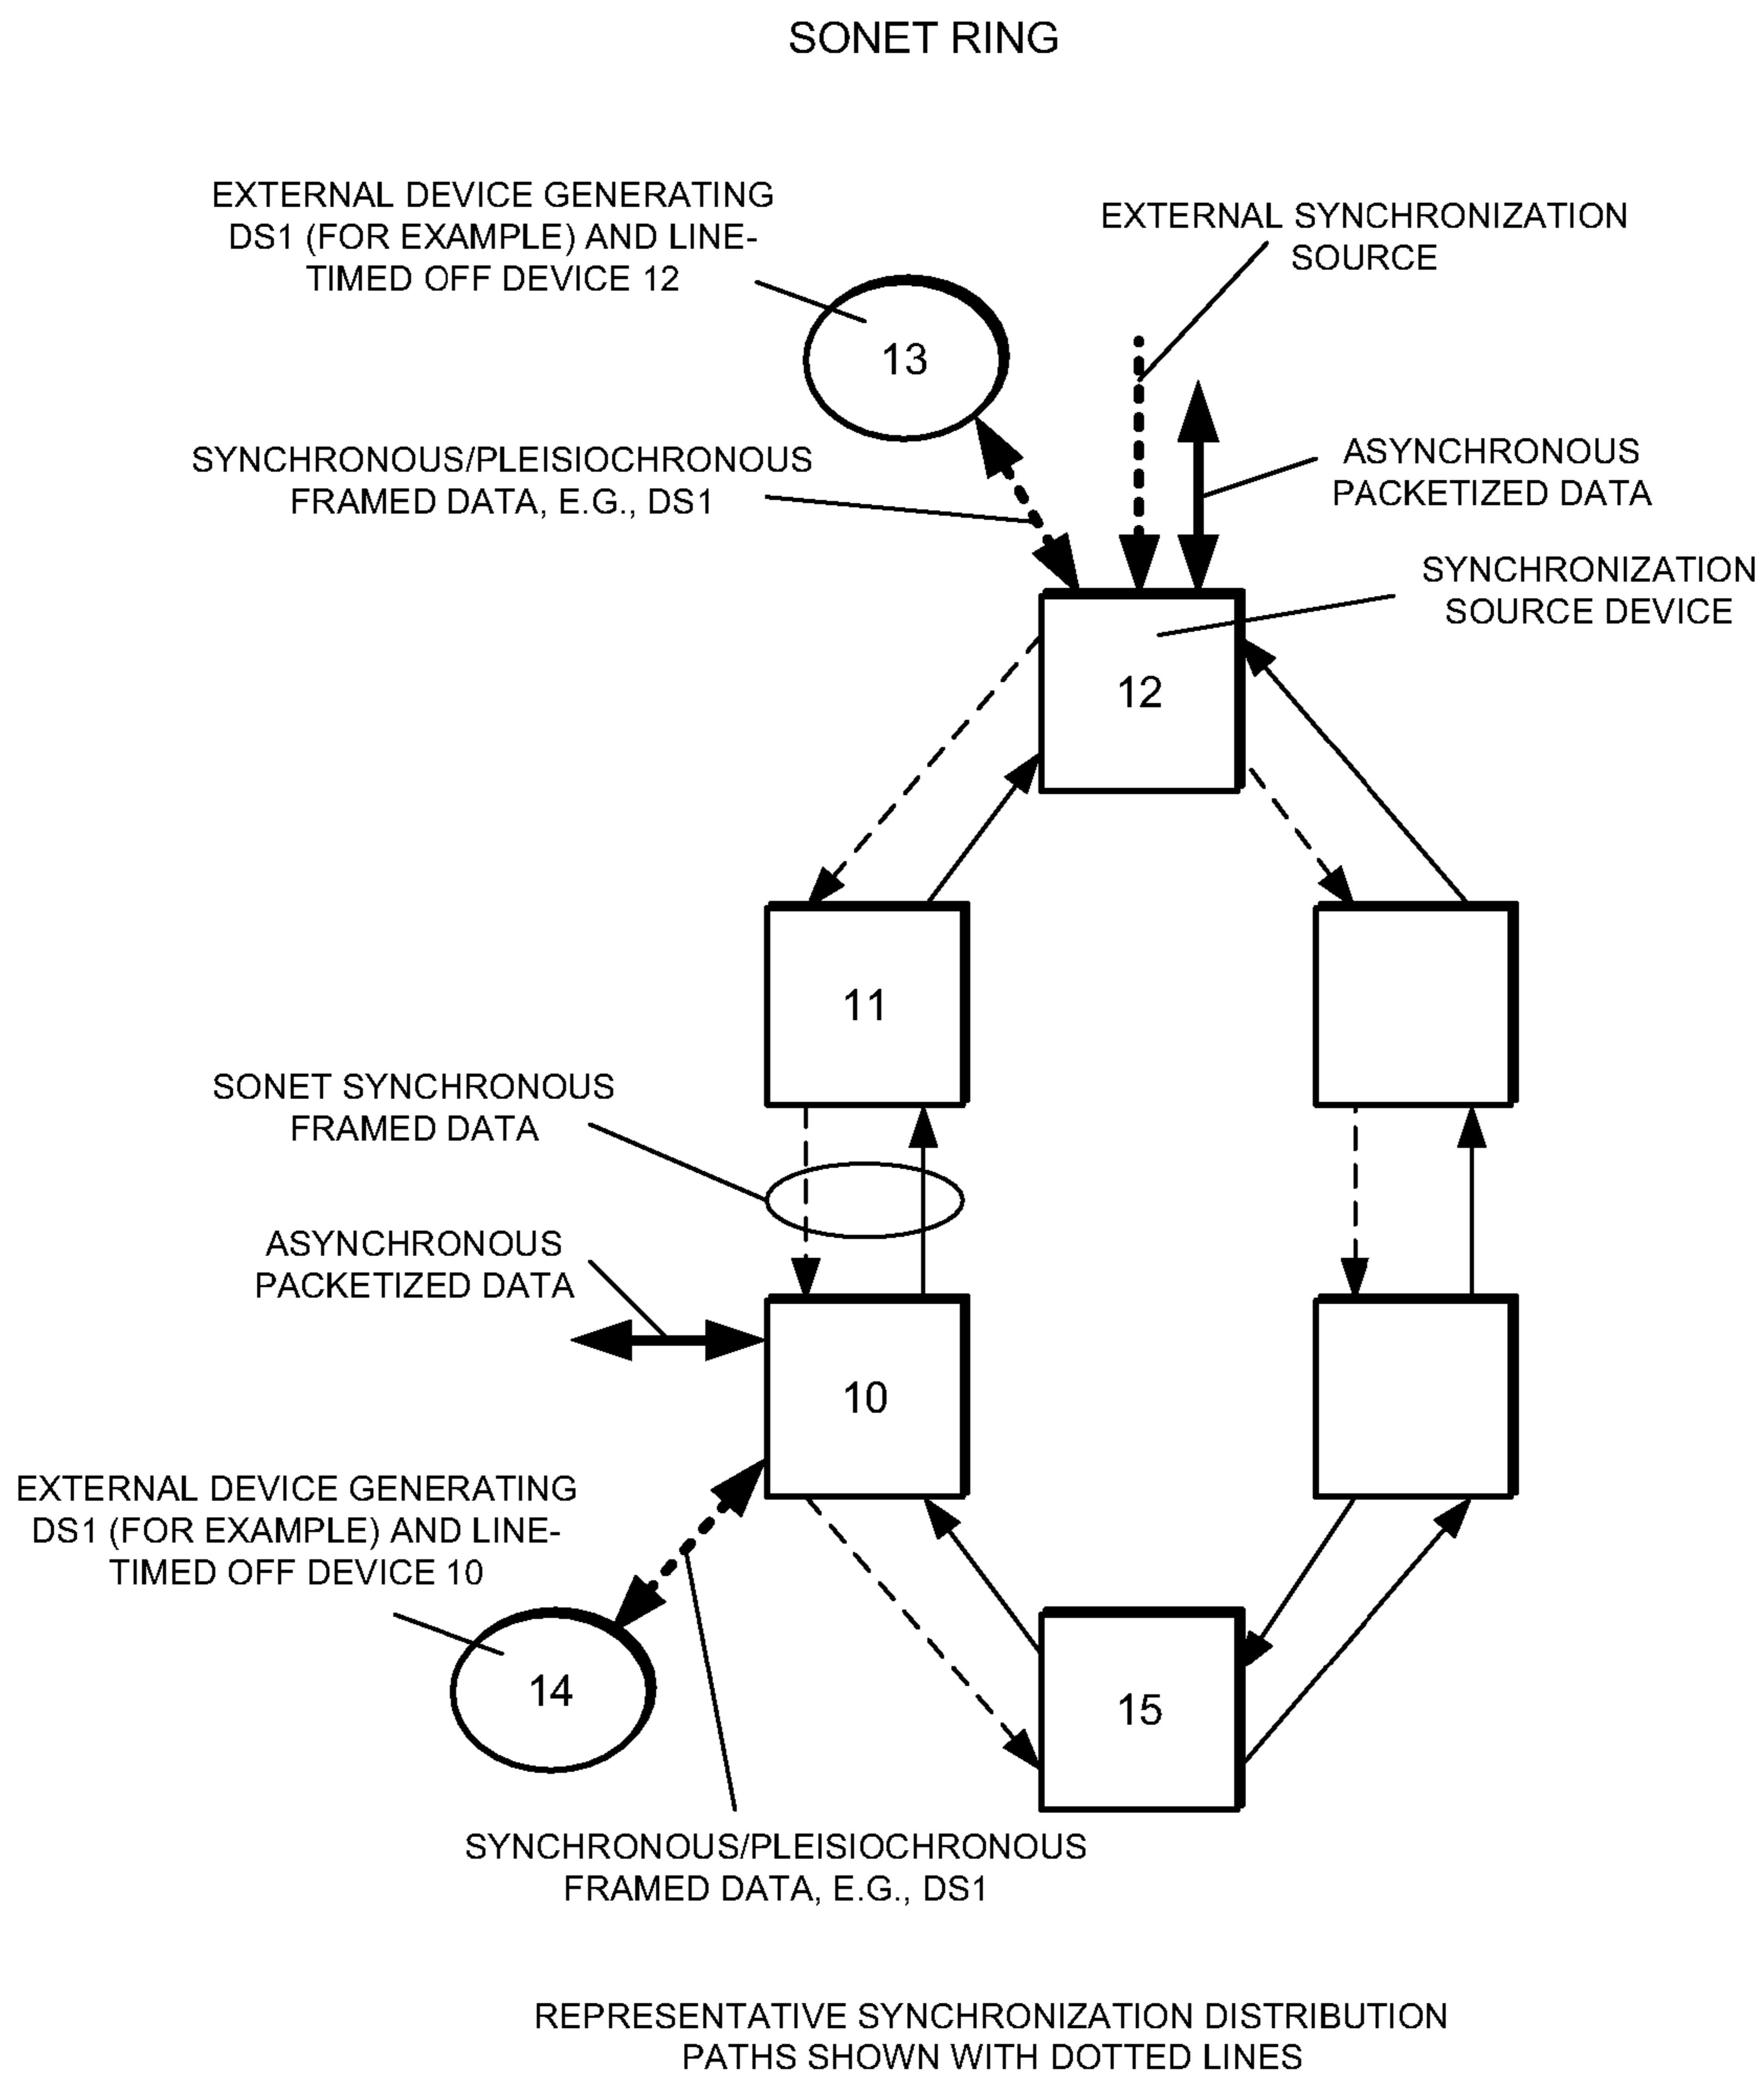 SONET RING
EXTERNAL DEVICE GENERATING
DS1 (FOR EXAMPLE) AND LINE-
TIMED OFF DEVICE 12
EXTERNAL SYNCHRONIZATION
SOURCE
13
SYNCHRONOUS/PLEISIOCHRONOUS
FRAMED DATA, E.G., DS1
ASYNCHRONOUS
PACKETIZED DATA
SYNCHRONIZATION
SOURCE DEVICE
12
11
SONET SYNCHRONOUS
FRAMED DATA
ASYNCHRONOUS
PACKETIZED DATA
10
EXTERNAL DEVICE GENERATING
DS1 (FOR EXAMPLE) AND LINE-
TIMED OFF DEVICE 10
14
15
SYNCHRONOUS/PLEISIOCHRONOUS
FRAMED DATA, E.G., DS1
REPRESENTATIVE SYNCHRONIZATION DISTRIBUTION
PATHS SHOWN WITH DOTTED LINES